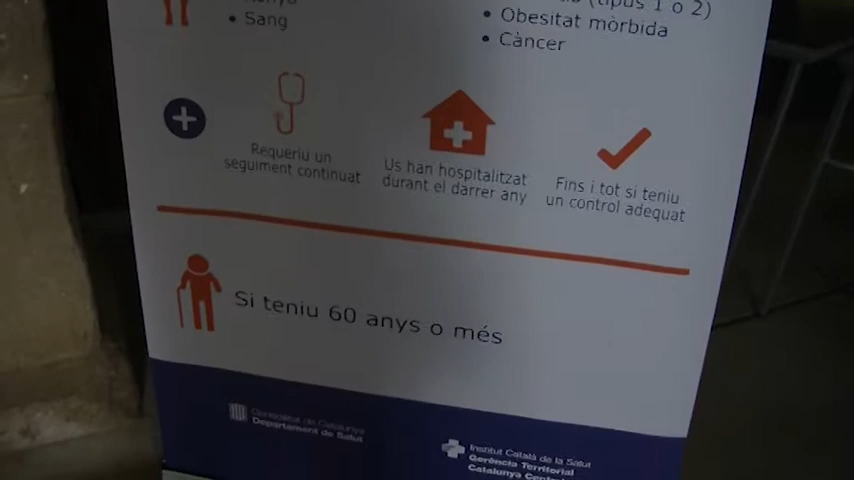 • Sang
(tipus 1 o 2)
• Obesitat mòrbida
• Càncer
Requeriu un
seguiment continuat
Us han hospitalitzat
durant el darrer any
Fins i tot si teniu
un control adequat
Si teniu 60 anys o més
Generalitat de Catalunya
Departament de Salut
Institut Català de la Salut
Gerència Territorial
Catalunya